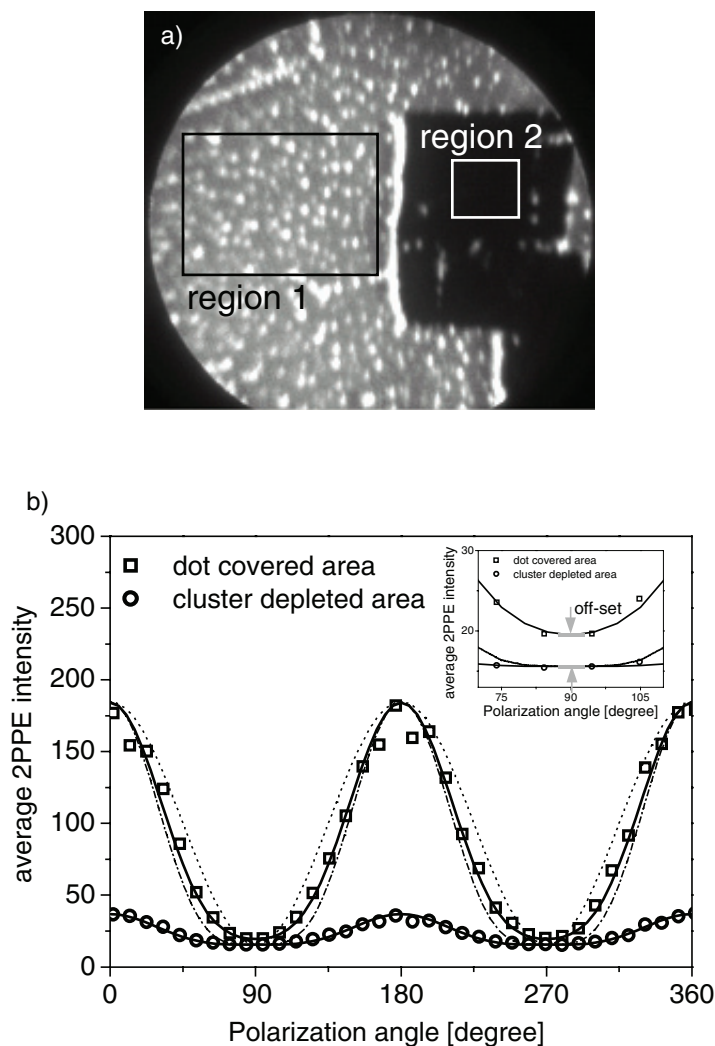 a)
region 2
region 1
b)
average 2PPE intensity
300
250
200
150
100
50
0
dot covered area
cluster depleted area
0
90
180
270
360
Polarization angle [degree]
average 2PPE intensity
30
20
dot covered area
cluster depleted area
off-set
75
90
105
Polarization angle [degree]